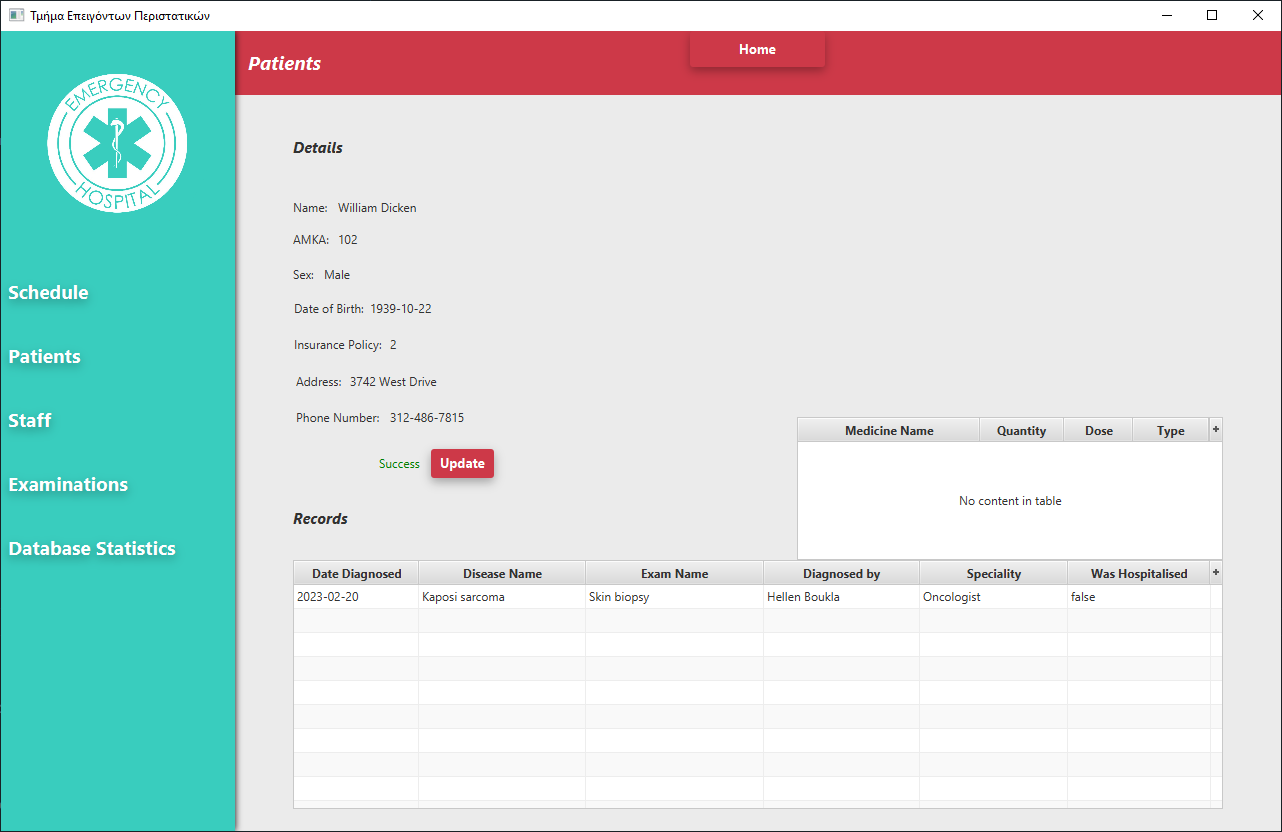 Τμήμα Επειγόντων Περιστατικών
Patients
Home
EMERGENCY
HOSPITAL
Schedule
Patients
Staff
Examinations
Database Statistics
Details
Name: William Dicken
AMKA: 102
Sex: Male
Date of Birth: 1939-10-22
Insurance Policy: 2
Address: 3742 West Drive
Phone Number: 312-486-7815
Success Update
Medicine Name Quantity Dose Type +
No content in table
Records
Date Diagnosed Disease Name Exam Name Diagnosed by Speciality Was Hospitalised +
2023-02-20 Kaposi sarcoma Skin biopsy Hellen Boukla Oncologist false